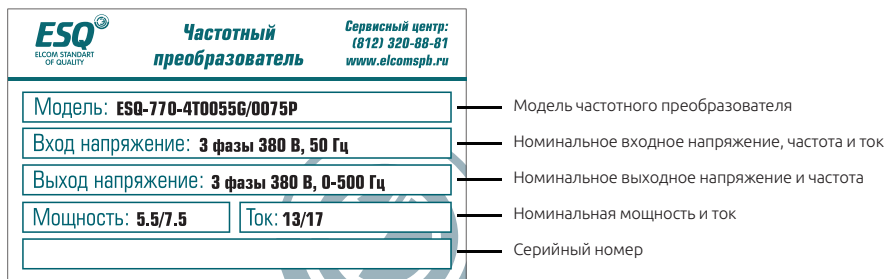 ESQ®
ELCOM STANDART
OF QUALITY
Частотный
преобразователь
Сервисный центр:
(812) 320-88-81
www.elcomspb.ru
Модель: ESQ-770-4T0055G/0075P
Модель частотного преобразователя
Вход напряжение: 3 фазы 380 В, 50 Гц
Номинальное входное напряжение, частота и ток
Выход напряжение: 3 фазы 380 В, 0-500 Гц
Номинальное выходное напряжение и частота
Мощность: 5.5/7.5
Ток: 13/17
Номинальная мощность и ток
Серийный номер